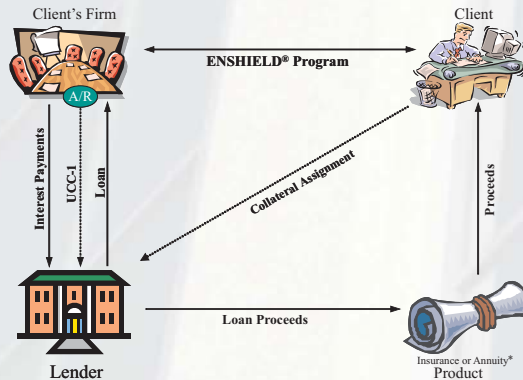 Client's Firm
Client
ENSHIELD® Program
A/R
Interest Payments
UCC-1
Loan
Collateral Assignment
Proceeds
Loan Proceeds
Lender
Insurance or Annuity*
Product